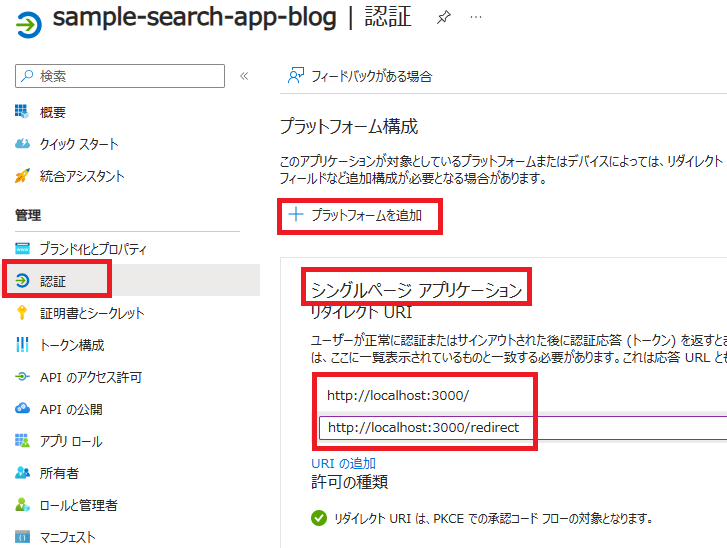 sample-search-app-blog | 認証
検索
フィードバックがある場合
概要
クイック スタート
統合アシスタント
管理
ブランド化とプロパティ
認証
証明書とシークレット
トークン構成
API のアクセス許可
API の公開
アプリ ロール
所有者
ロールと管理者
マニフェスト
プラットフォーム構成
このアプリケーションが対象としているプラットフォームまたはデバイスによっては、リダイレクト
フィールドなど追加構成が必要となる場合があります。
プラットフォームを追加
シングルページ アプリケーション
リダイレクト URI
ユーザーが正常に認証またはサインアウトされた後に認証応答 (トークン) を返すとき
は、ここに一覧表示されているものと一致する必要があります。これは応答 URL とも
http://localhost:3000/
http://localhost:3000/redirect
URI の追加
許可の種類
リダイレクト URI は、PKCE での承認コード フローの対象となります。